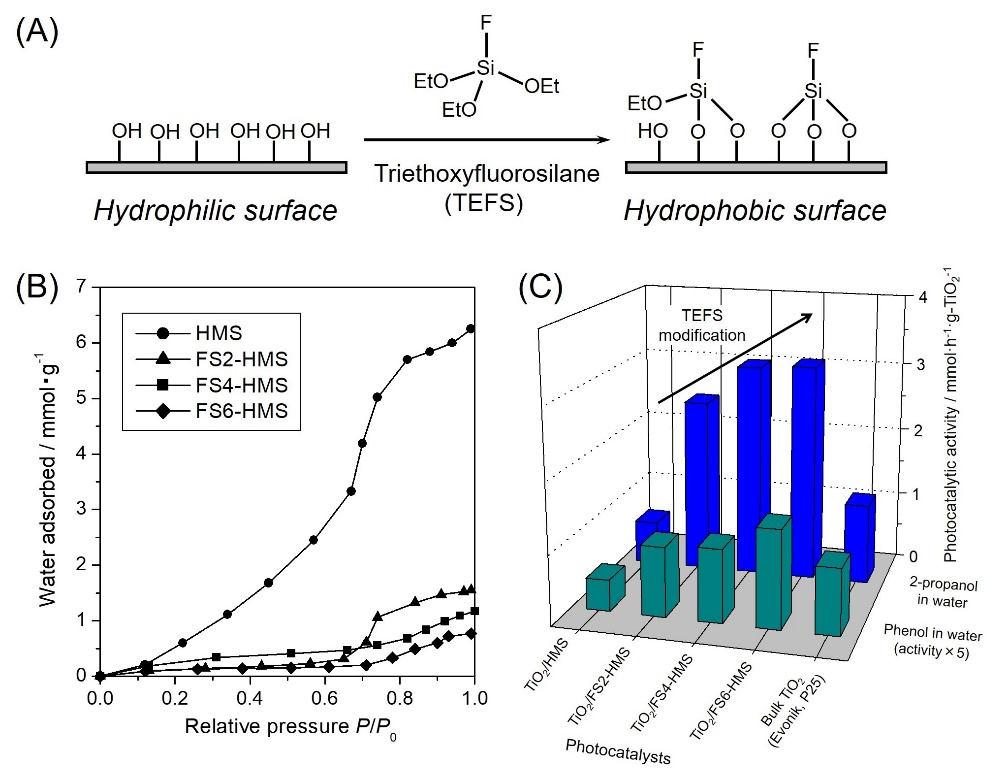 (A)
F
Si
EtO
OEt
EtO
OH OH OH OH OH OH
Triethoxyfluorosilane
(TEFS)
Hydrophilic surface
F F
Si Si
EtO
HO O O O O O
Hydrophobic surface
(B)
7
6
5
4
3
2
1
0
Water adsorbed / mmol·g⁻¹
HMS
FS2-HMS
FS4-HMS
FS6-HMS
0.0 0.2 0.4 0.6 0.8 1.0
Relative pressure P/P₀
(C)
TEFS
modification
4
3
2
1
0
Photocatalytic activity / mmol·h⁻¹·g-TiO₂⁻¹
2-propanol
in water
Phenol in water
(activity×5)
TiO₂/HMS
TiO₂/FS2-HMS
TiO₂/FS4-HMS
TiO₂/FS6-HMS
Bulk TiO₂
(Evonik, P25)
Photocatalysts